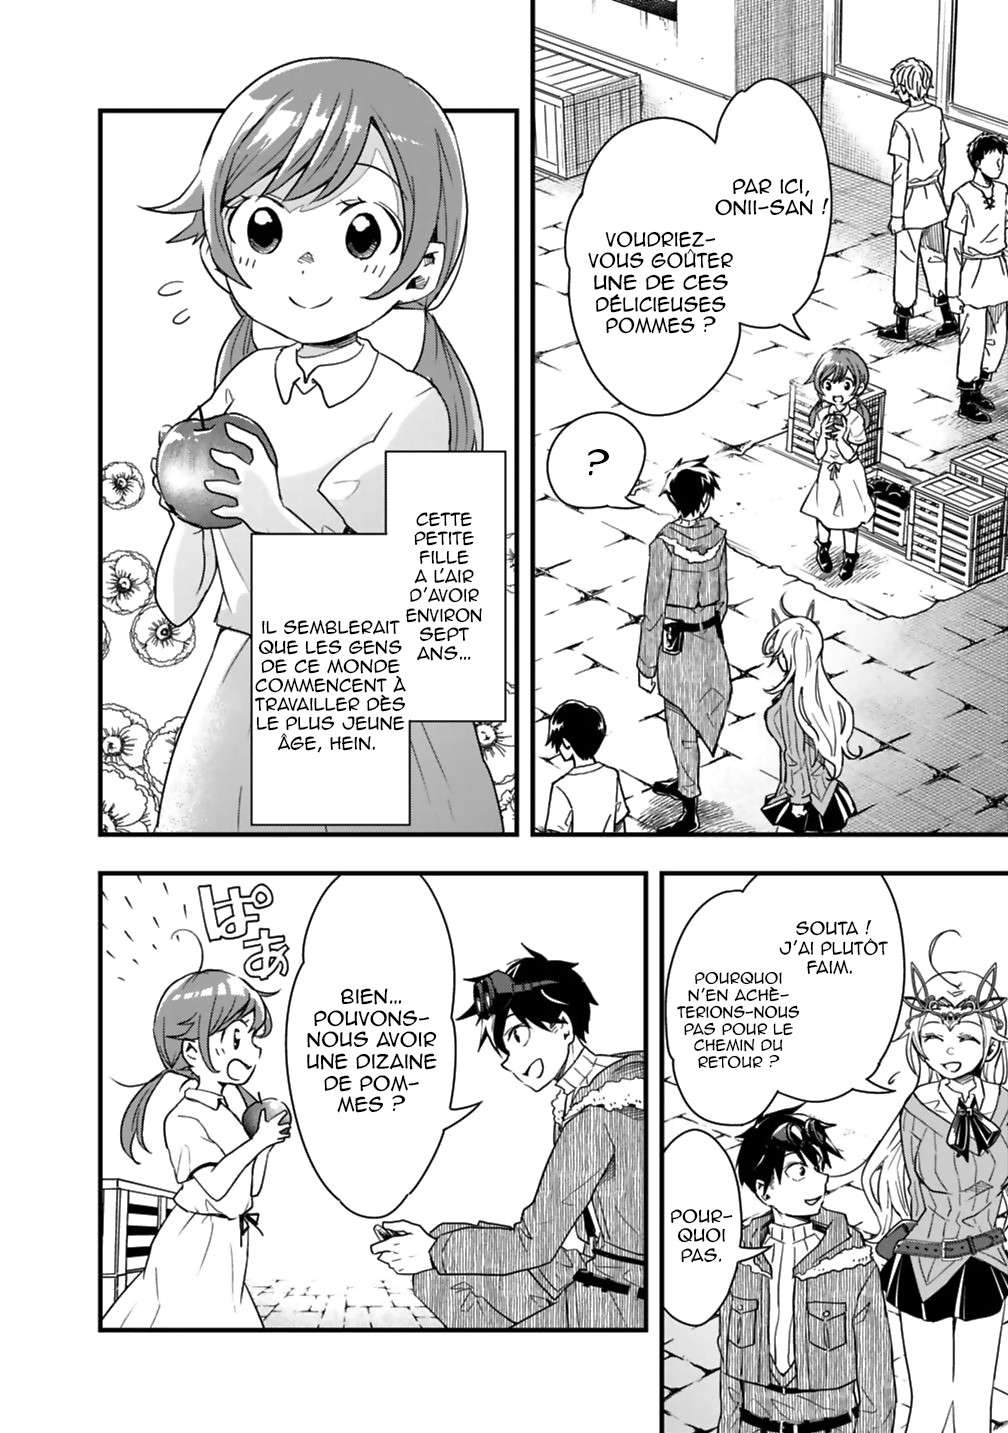 PAR ICI,
ONII-SAN !
VOUDRIEZ-
VOUS GOÛTER
UNE DE CES
DÉLICIEUSES
POMMES ?
?
CETTE
PETITE
FILLE
A L'AIR
D'AVOIR
ENVIRON
SEPT
ANS...
IL SEMBLERAIT
QUE LES GENS
DE CE MONDE
COMMENCENT À
TRAVAILLER DÈS
LE PLUS JEUNE
ÂGE, HEIN.
SOUTA !
J'AI PLUTÔT
FAIM.
POURQUOI
N'EN ACHÈ-
TERIONS-NOUS
PAS POUR LE
CHEMIN DU
RETOUR ?
POUR-
QUOI
PAS.
BIEN...
POUVONS-
NOUS AVOIR
UNE DIZAINE
DE POM-
MES ?
ぱあ